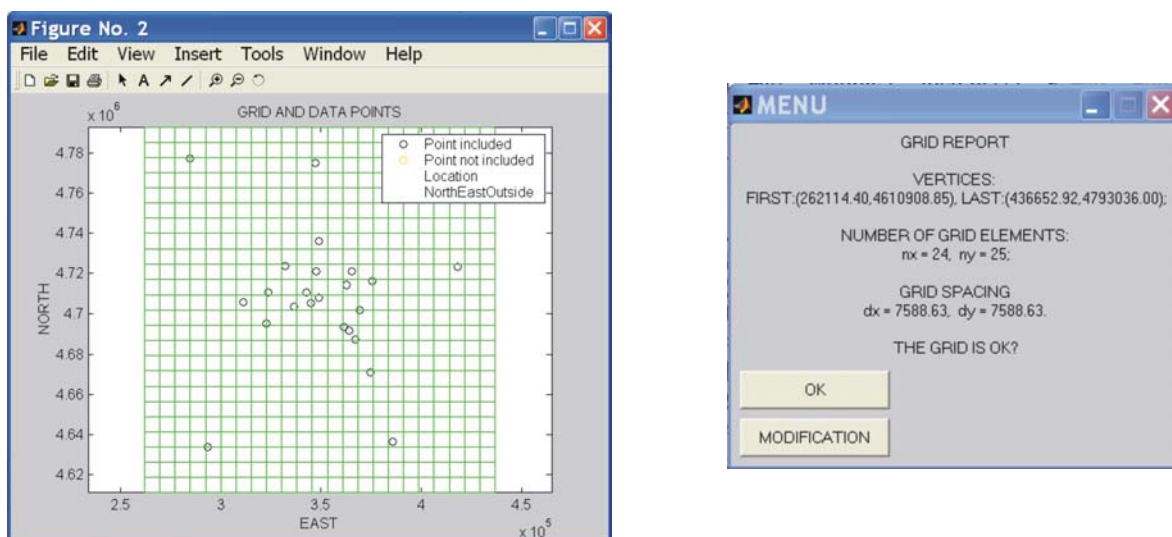 Figure No. 2
File Edit View Insert Tools Window Help
A
x 10^6
GRID AND DATA POINTS
Point included
Point not included
Location
NorthEastOutside
4.78
4.76
4.74
4.72
4.7
4.68
4.66
4.64
4.62
NORTH
2.5 3 3.5 4 4.5
EAST
x 10^5
MENU
GRID REPORT
VERTICES:
FIRST:(262114.40,4610908.85), LAST:(436652.92,4793036.00);
NUMBER OF GRID ELEMENTS:
nx = 24, ny = 25;
GRID SPACING
dx = 7588.63, dy = 7588.63.
THE GRID IS OK?
OK
MODIFICATION